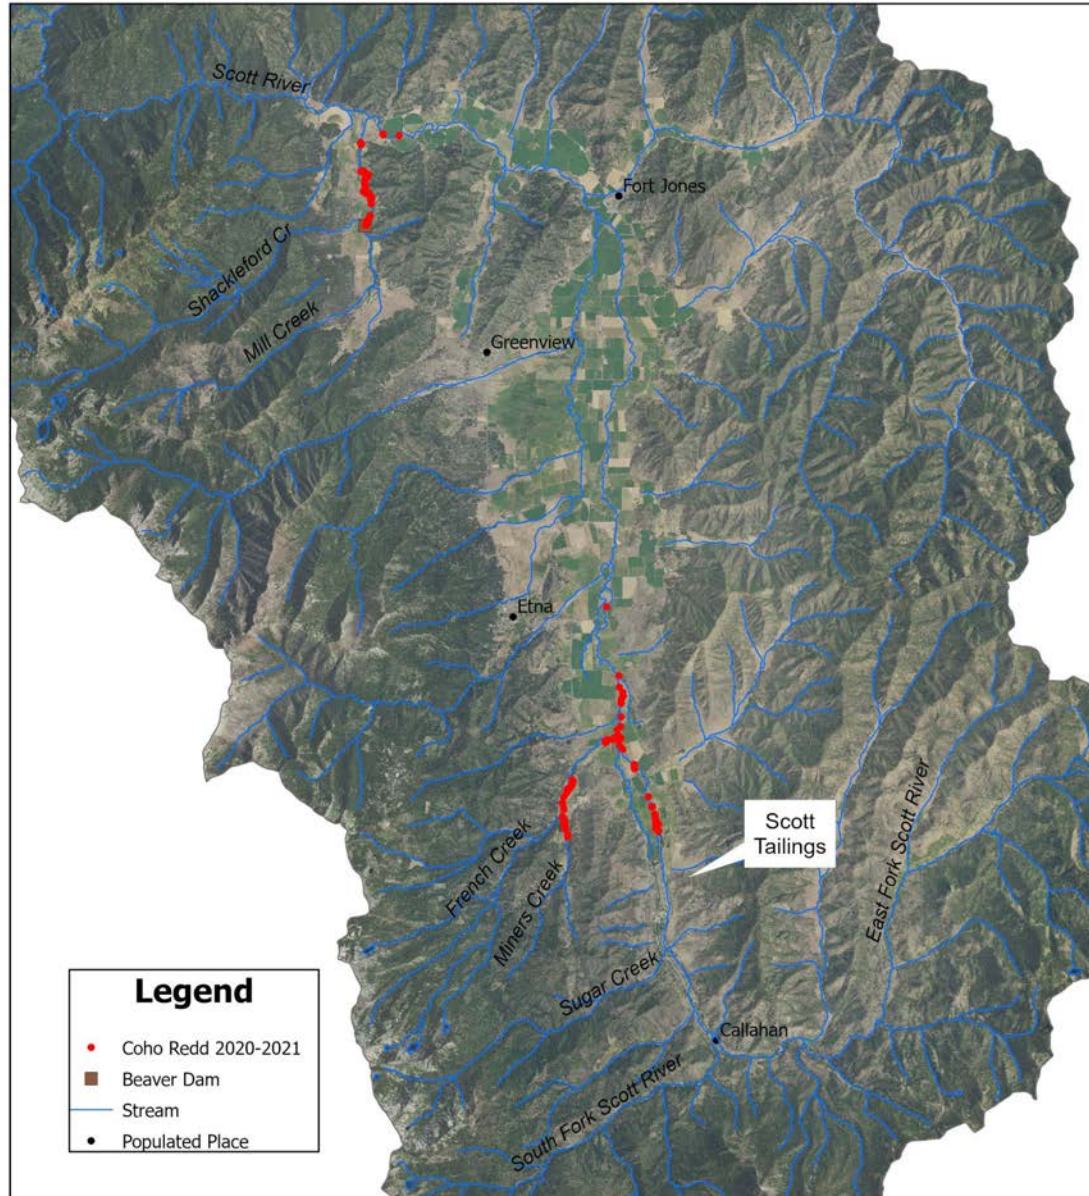 Scott River
Fort Jones
Shackleford Cr
Mill Creek
Greenview
Etna
Scott
Tailings
French Creek
Miners Creek
East Fork Scott River
Sugar Creek
Callahan
South Fork Scott River
Legend
Coho Redd 2020-2021
Beaver Dam
Stream
Populated Place